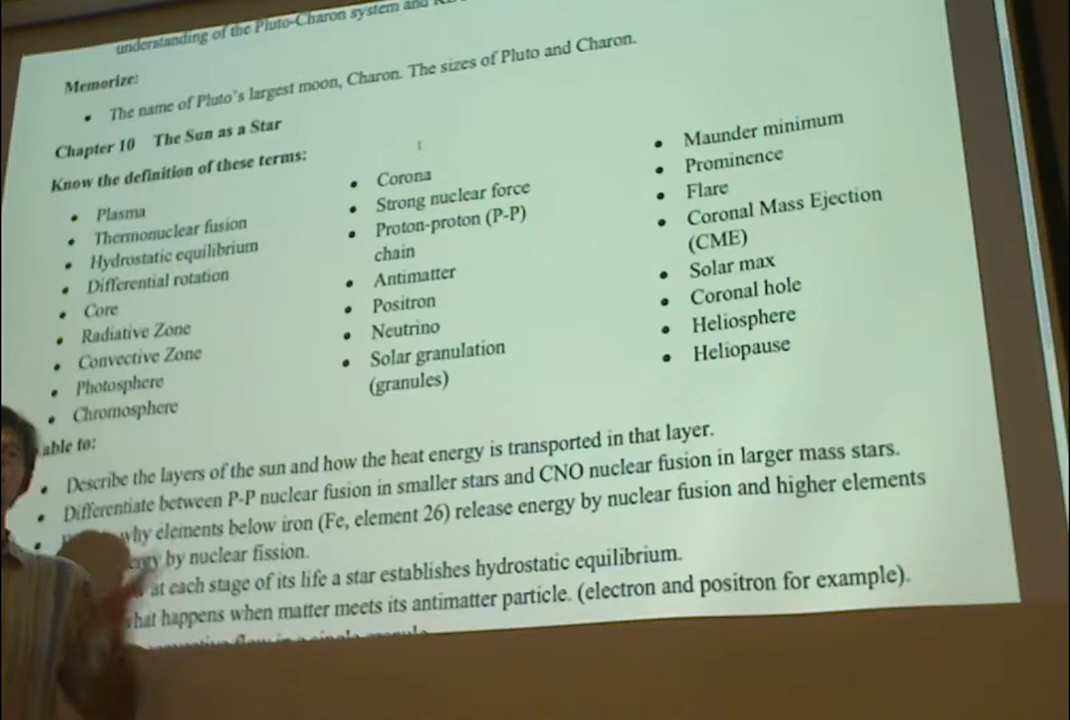 understanding of the Pluto-Charon system and
Memorize:
• The name of Pluto's largest moon, Charon. The sizes of Pluto and Charon.
Chapter 10 The Sun as a Star
Know the definition of these terms:
• Plasma
• Thermonuclear fusion
• Hydrostatic equilibrium
• Differential rotation
• Core
• Radiative Zone
• Convective Zone
• Photosphere
• Chromosphere
• Corona
• Strong nuclear force
• Proton-proton (P-P)
chain
• Antimatter
• Positron
• Neutrino
• Solar granulation
(granules)
• Maunder minimum
• Prominence
• Flare
• Coronal Mass Ejection
(CME)
• Solar max
• Coronal hole
• Heliosphere
• Heliopause
able to:
• Describe the layers of the sun and how the heat energy is transported in that layer.
• Differentiate between P-P nuclear fusion in smaller stars and CNO nuclear fusion in larger mass stars.
• why elements below iron (Fe, element 26) release energy by nuclear fusion and higher elements
by nuclear fission.
at each stage of its life a star establishes hydrostatic equilibrium.
what happens when matter meets its antimatter particle. (electron and positron for example).